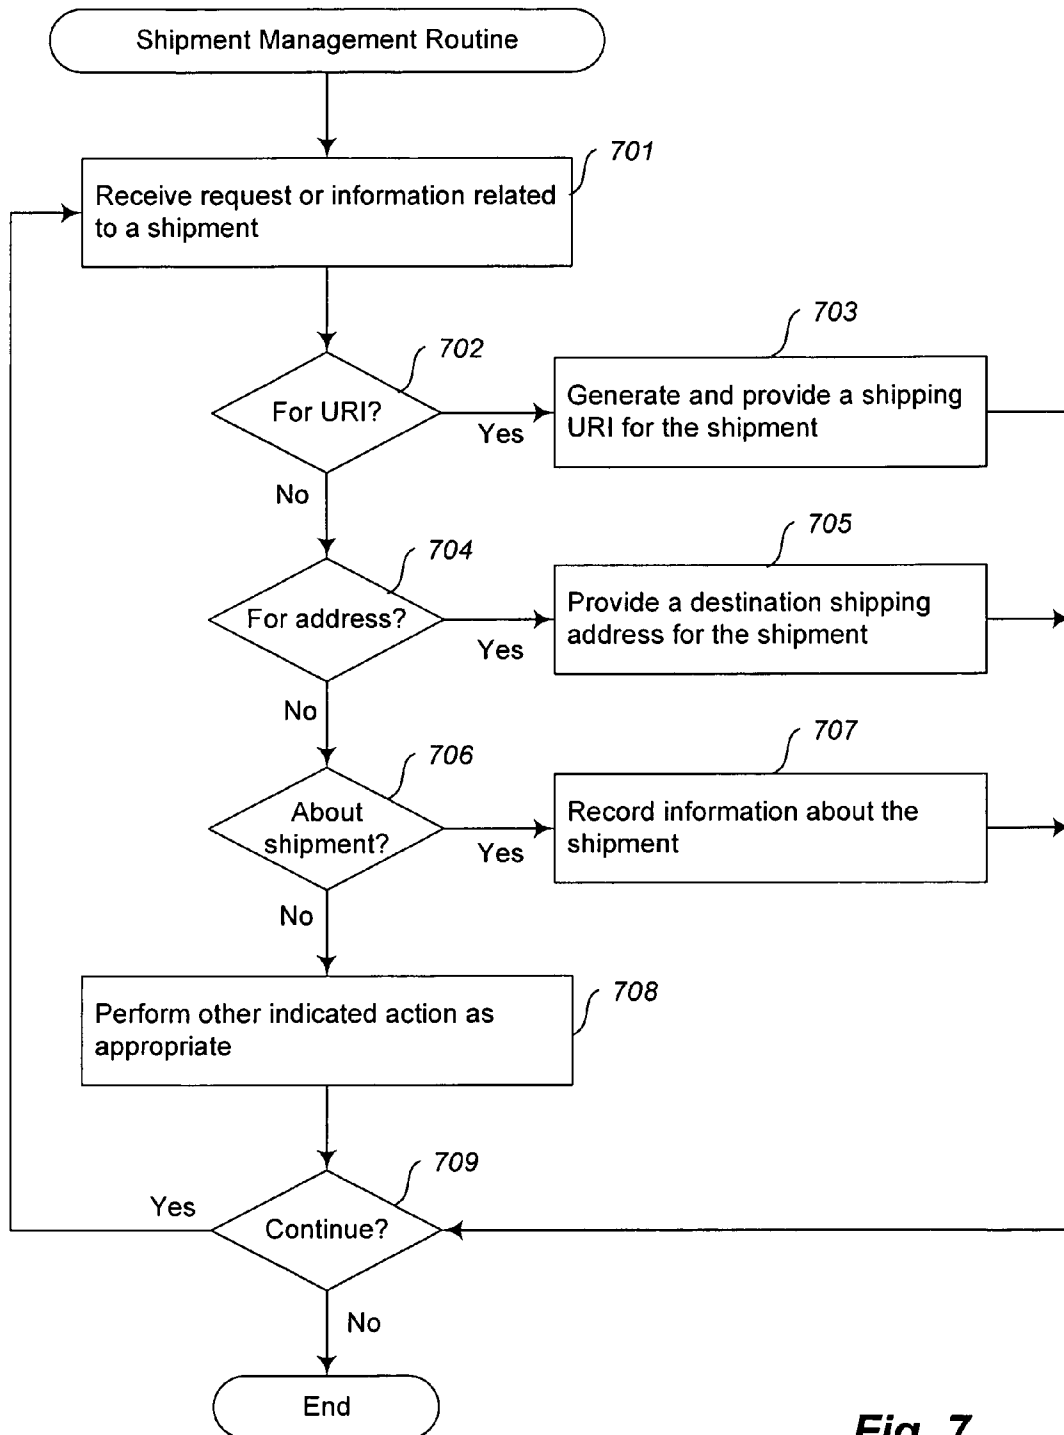 Shipment Management Routine
701
Receive request or information related
to a shipment
702
For URI?
Yes
No
703
Generate and provide a shipping
URI for the shipment
704
For address?
Yes
No
705
Provide a destination shipping
address for the shipment
706
About
shipment?
Yes
No
707
Record information about the
shipment
708
Perform other indicated action as
appropriate
709
Continue?
Yes
No
End
Fig. 7